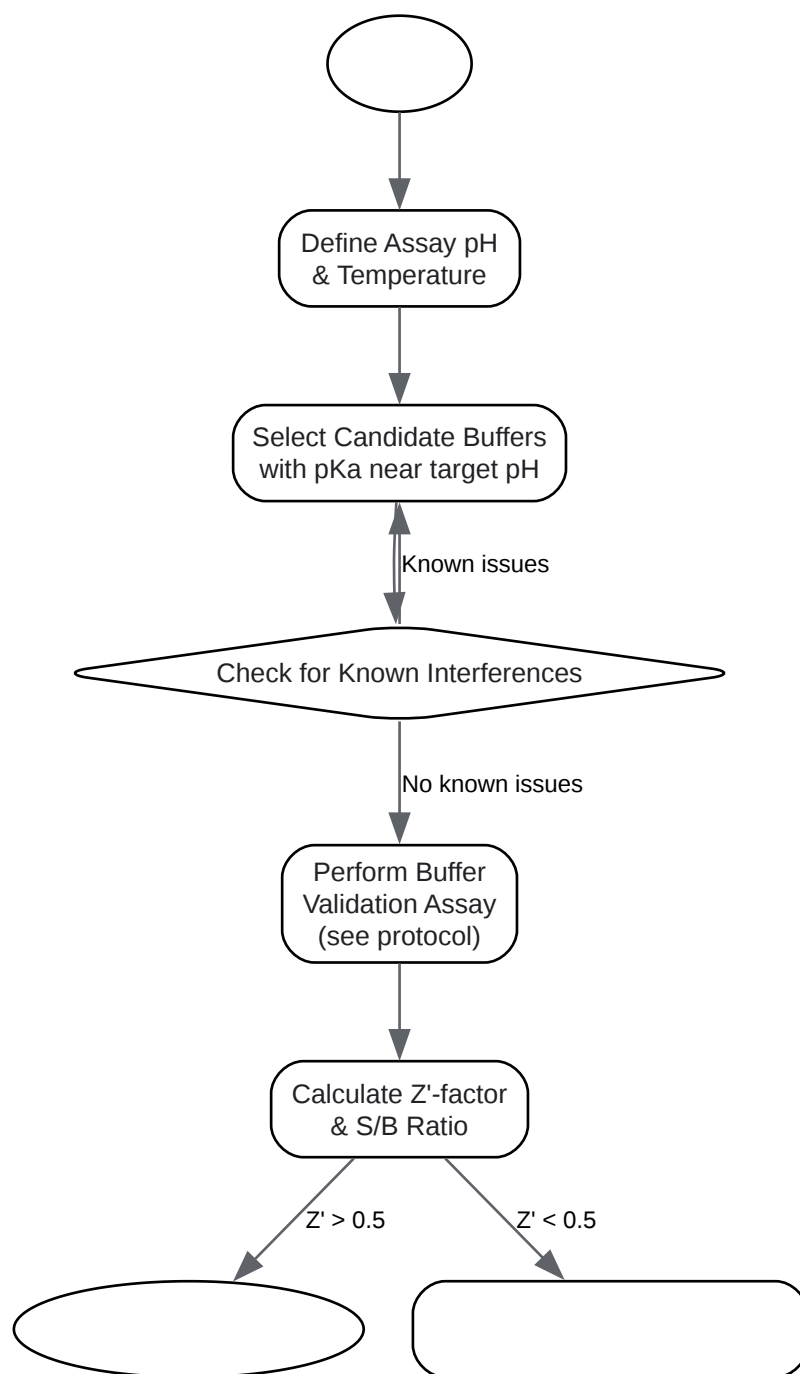 Define Assay pH
& Temperature
Select Candidate Buffers
with pKa near target pH
Known issues
Check for Known Interferences
No known issues
Perform Buffer
Validation Assay
(see protocol)
Calculate Z'-factor
& S/B Ratio
Z' > 0.5
Z' < 0.5